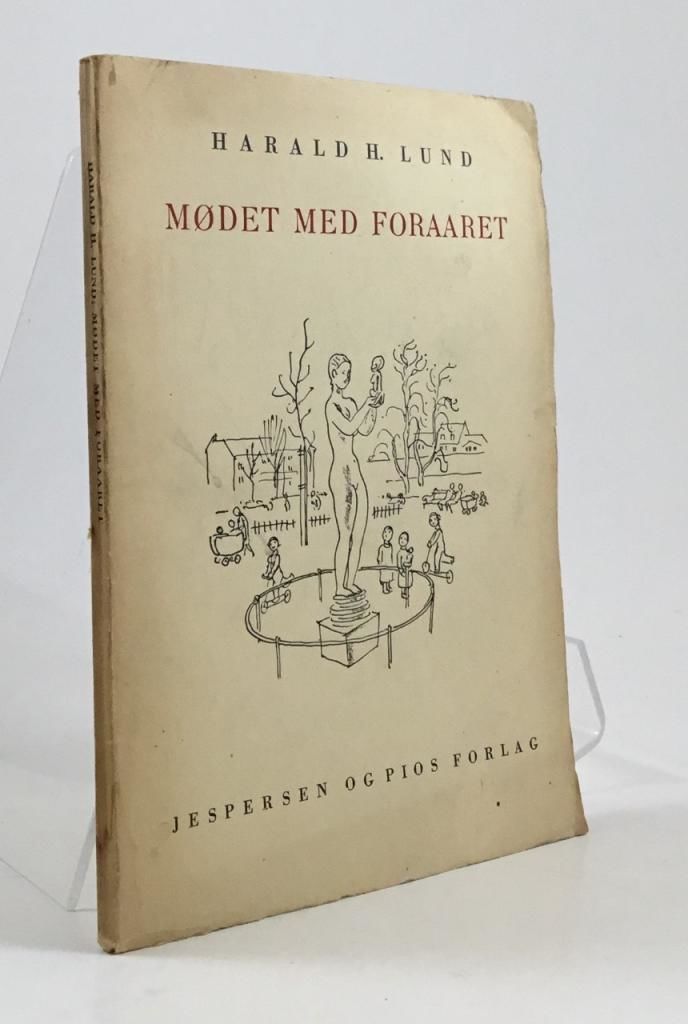 HARALD H. LUND
MØDET MED FORAARET
JESPERSEN OG PIOS FORLAG
HARALD H. LUND. MØDET MED FORAARET